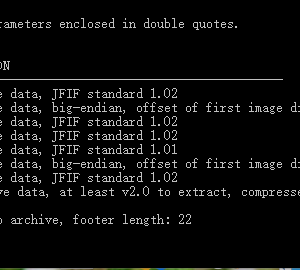 rameters enclosed in double quotes.
ON
e data, JFIF standard 1.02
e data, big-endian, offset of first image di
e data, JFIF standard 1.02
e data, JFIF standard 1.02
e data, JFIF standard 1.01
e data, big-endian, offset of first image di
e data, JFIF standard 1.02
ve data, at least v2.0 to extract, compresse
o archive, footer length: 22